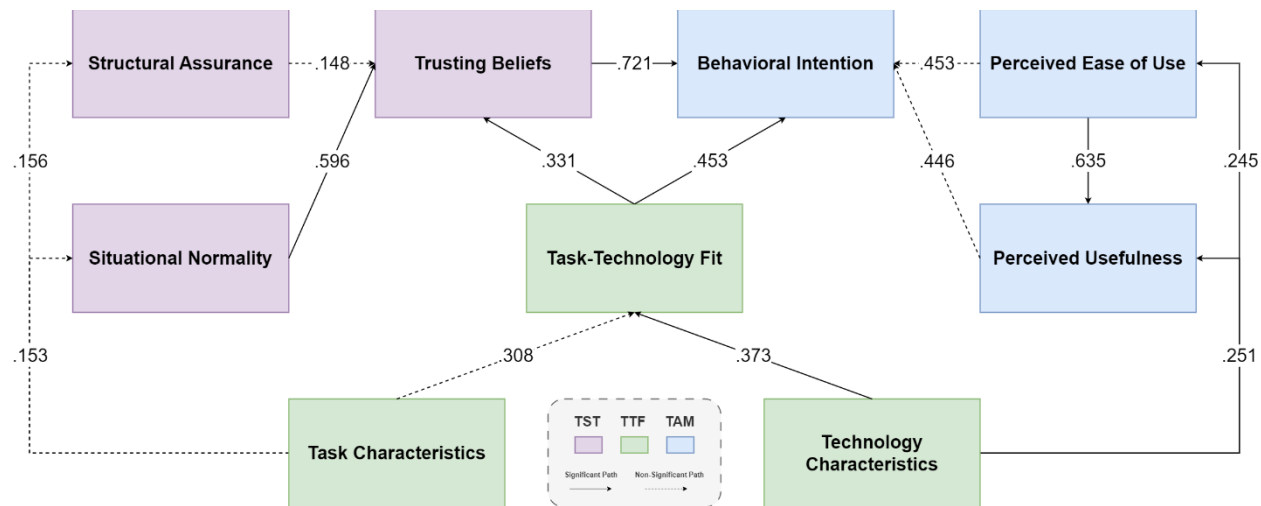 Structural Assurance
.148
Trusting Beliefs
.721
Behavioral Intention
.453
Perceived Ease of Use
.156
.596
.331
.453
.446
.635
.245
Situational Normality
Task-Technology Fit
Perceived Usefulness
.153
.308
.373
.251
Task Characteristics
TST TTF TAM
Significant Path Non-Significant Path
Technology
Characteristics